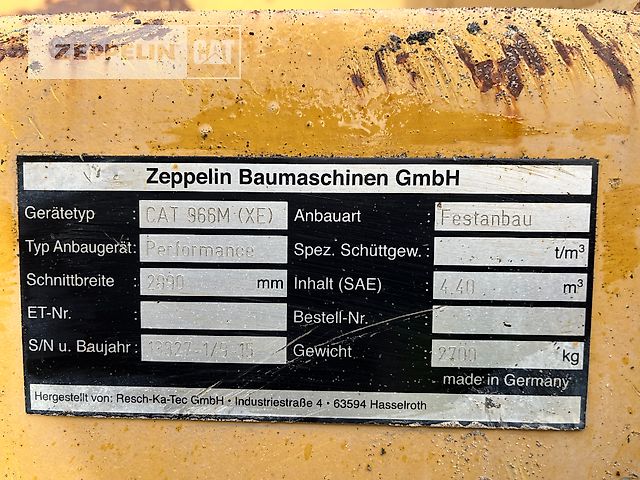 ZEPPELIN CAT
Zeppelin Baumaschinen GmbH
Gerätetyp : CAT 966M (XE)
Anbauart : Festanbau
Typ Anbaugerät: Performance
Spez. Schüttgew. : t/m³
Schnittbreite : 2990 mm
Inhalt (SAE) : 4.40 m³
ET-Nr. :
Bestell-Nr. :
S/N u. Baujahr :
Gewicht : 2700 kg
made in Germany
Hergestellt von: Resch-Ka-Tec GmbH • Industriestraße 4 • 63594 Hasselroth